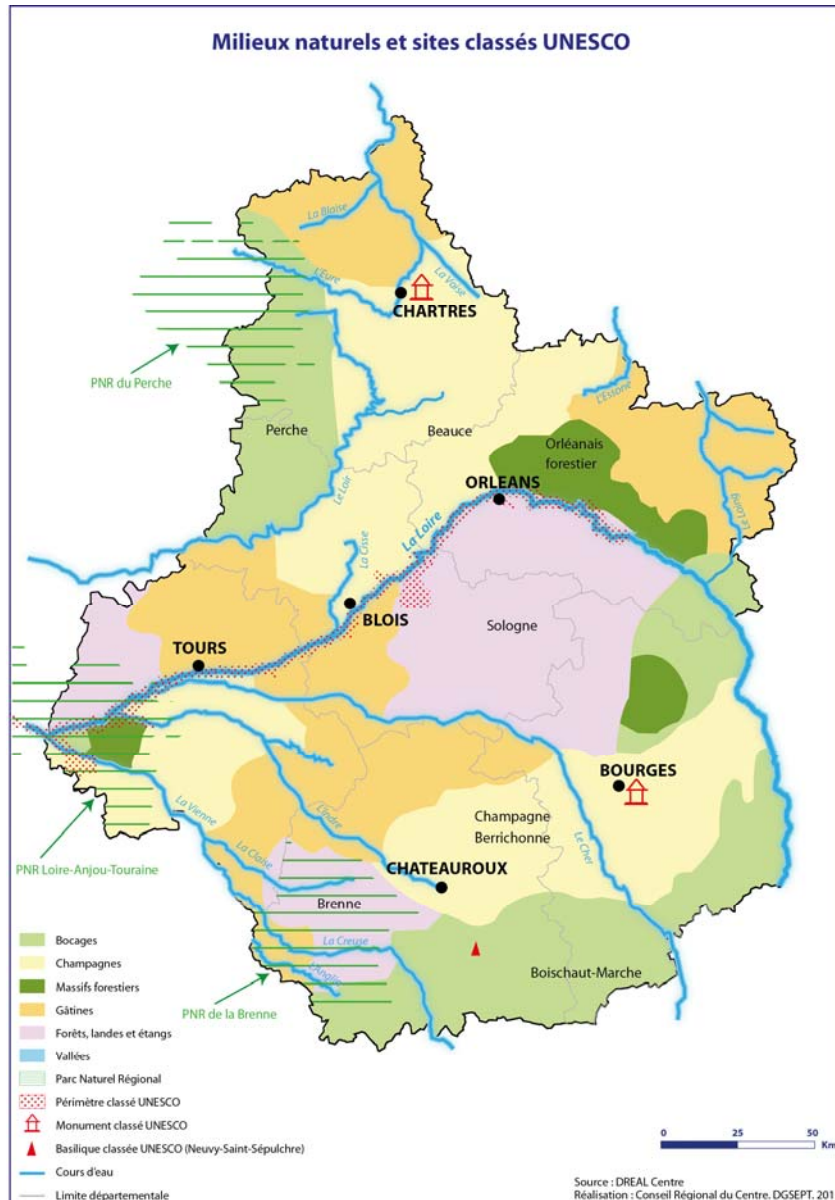 Milieux naturels et sites classés UNESCO
La Blaise
L'Eure
La Voise
CHARTRES
PNR du Perche
L'Essone
Perche
Beauce
Orléanais
forestier
ORLEANS
Le Loir
Le Loing
La Loire
La Cisse
BLOIS
Sologne
TOURS
BOURGES
La Vienne
L'Indre
Champagne
Berrichonne
Le Cher
PNR Loire-Anjou-Touraine
La Claise
CHATEAUROUX
Brenne
La Creuse
L'Anglin
Boischaut-Marche
PNR de la Brenne
Bocages
Champagnes
Massifs forestiers
Gâtines
Forêts, landes et étangs
Vallées
Parc Naturel Régional
Périmètre classé UNESCO
Monument classé UNESCO
Basilique classée UNESCO (Neuvy-Saint-Sépulchre)
Cours d'eau
Limite départementale
0 25 50
Km
Source : DREAL Centre
Réalisation : Conseil Régional du Centre, DGSEPT,